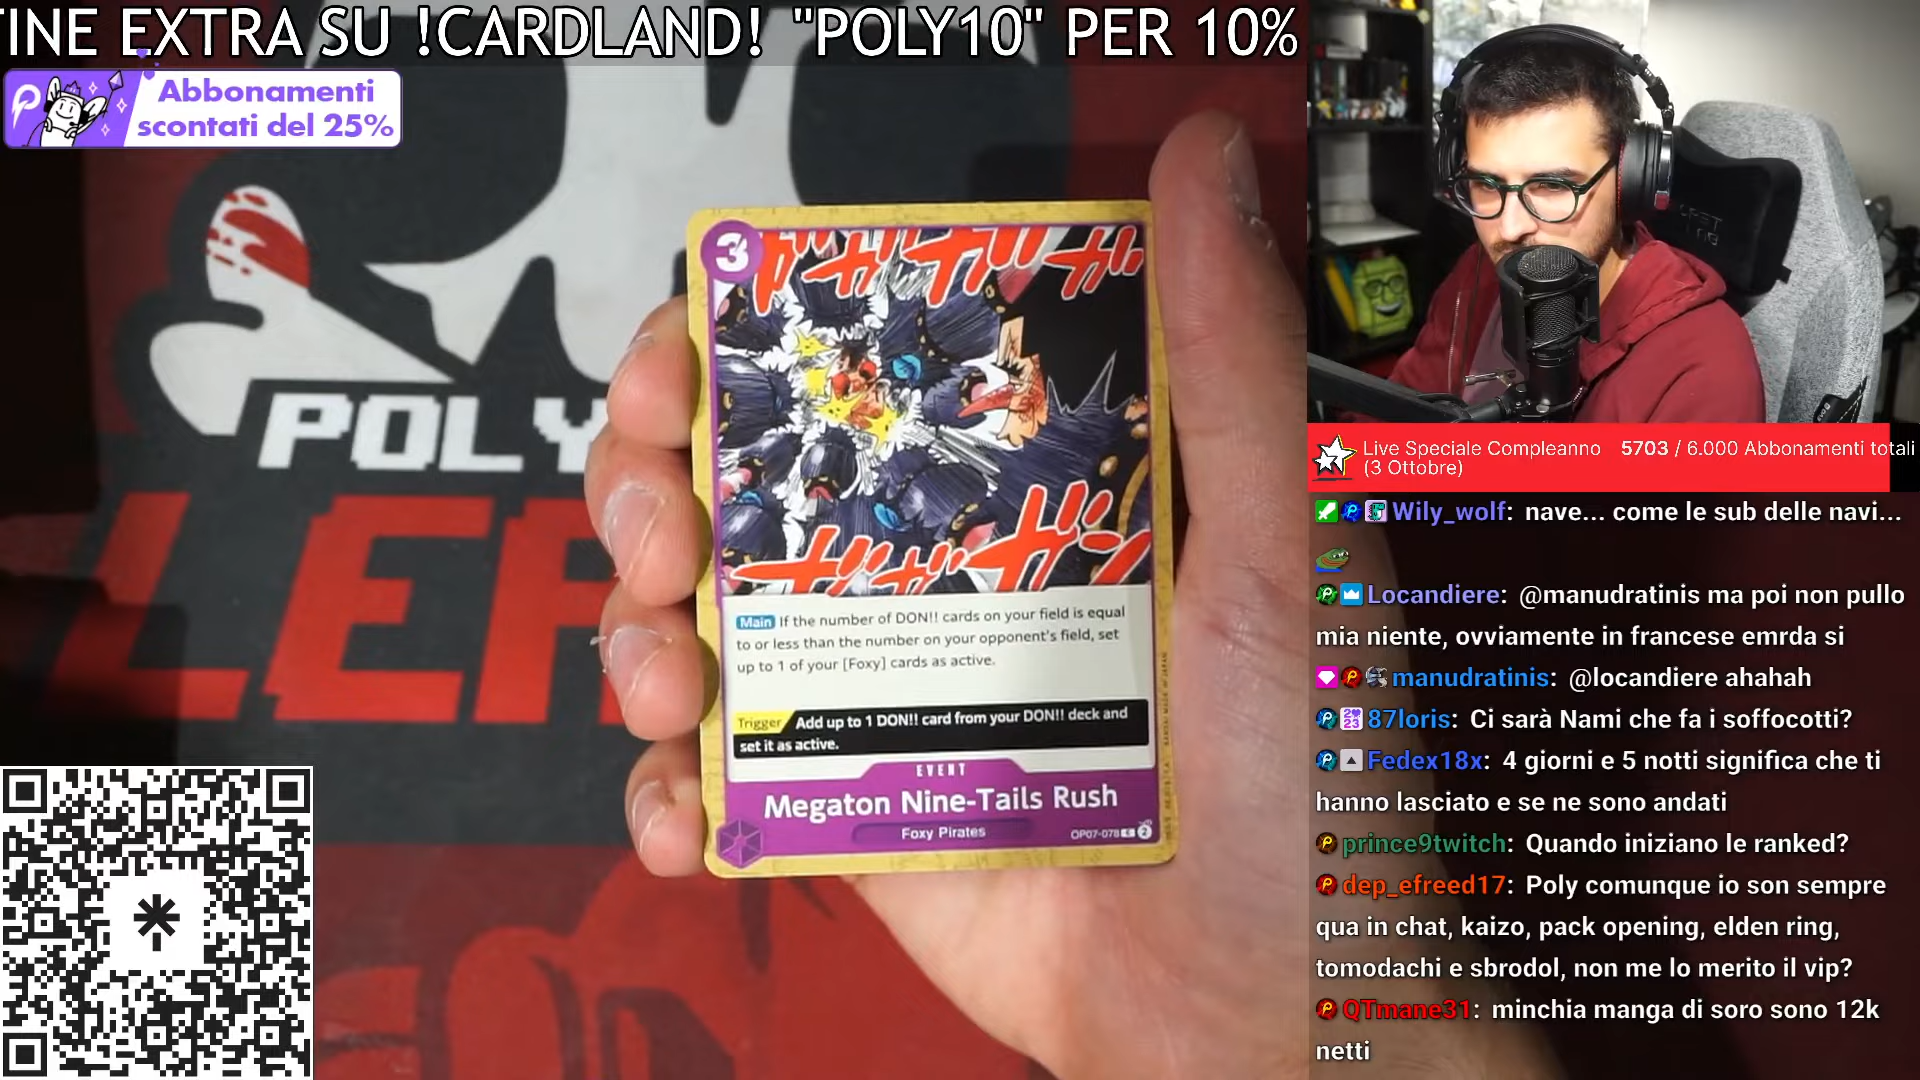 TINE EXTRA SU !CARDLAND! "POLY10" PER 10%
Abbonamenti
scontati del 25%
POLY
LER
3
Main If the number of DON!! cards on your field is equal
to or less than the number on your opponent's field, set
up to 1 of your [Foxy] cards as active.
Trigger Add up to 1 DON!! card from your DON!! deck and
set it as active.
EVENT
Megaton Nine-Tails Rush
Foxy Pirates
OP07-078 C 2
Live Speciale Compleanno 5703 / 6.000 Abbonamenti totali
(3 Ottobre)
Wily_wolf: nave... come le sub delle navi...
Locandiere: @manudratinis ma poi non pullo
mia niente, ovviamente in francese emrda si
manudratinis: @locandiere ahahah
87loris: Ci sarà Nami che fa i soffocotti?
Fedex18x: 4 giorni e 5 notti significa che ti
hanno lasciato e se ne sono andati
prince9twitch: Quando iniziano le ranked?
dep_efreed17: Poly comunque io son sempre
qua in chat, kaizo, pack opening, elden ring,
tomodachi e sbrodol, non me lo merito il vip?
QTmane31: minchia manga di soro sono 12k
netti